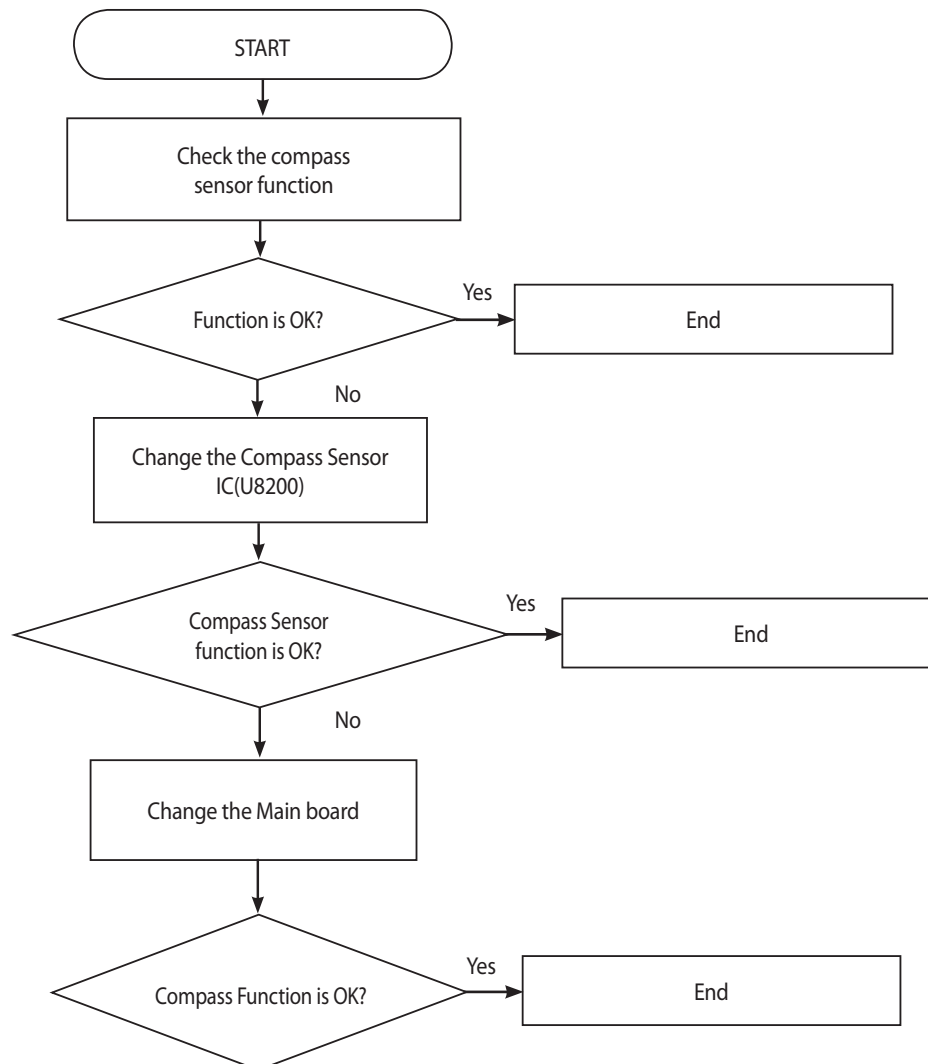 START
Check the compass
sensor function
Function is OK?
Yes
End
No
Change the Compass Sensor
IC(U8200)
Compass Sensor
function is OK?
Yes
End
No
Change the Main board
Compass Function is OK?
Yes
End